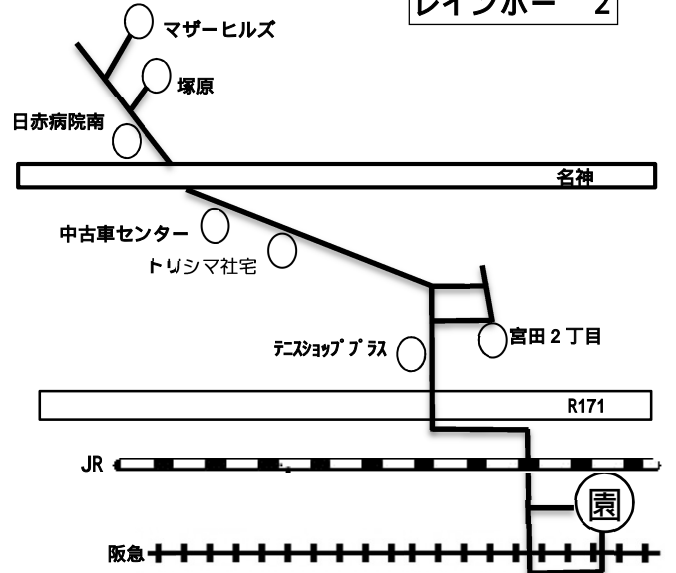 レインボー　2
マザーヒルズ
塚原
日赤病院南
名神
中古車センター
トリシマ社宅
宮田２丁目
ﾃﾆｽｼｮｯﾌﾟﾌﾟﾗｽ
R171
JR
園
阪急